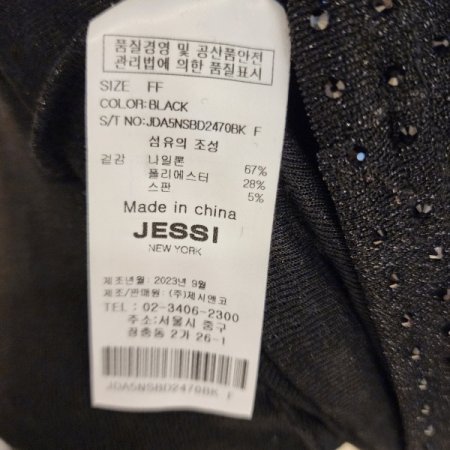 품질경영 및 공산품안전
관리법에 의한 품질표시
SIZE FF
COLOR:BLACK
S/T NO:JDA5NSBD2470BK F
섬유의 조성
겉감 나일론 67%
폴리에스터 28%
스판 5%
Made in china
JESSI
NEW YORK
제조년월: 2023년 9월
제조/판매원 : (주)제시앤코
TEL : 02-3406-2300
주소:서울시 중구
장충동 2가 26-1
JDA5NSBD2470BK F